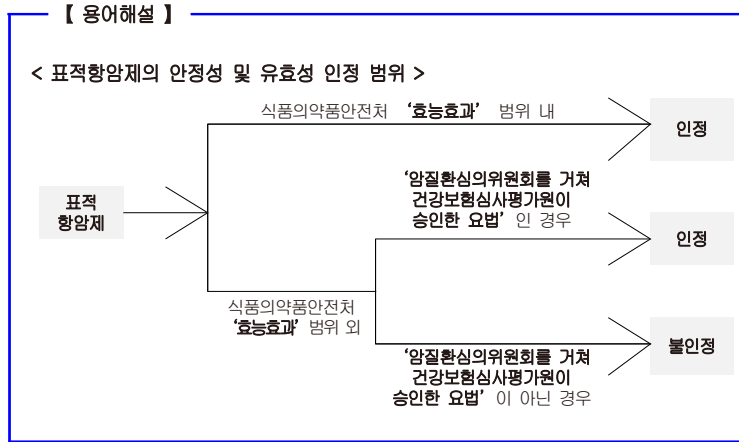 【 용어해설 】
< 표적항암제의 안정성 및 유효성 인정 범위 >
식품의약품안전처 ‘효능효과’ 범위 내
인정
표적
항암제
‘암질환심의위원회를 거쳐
건강보험심사평가원이
승인한 요법’ 인 경우
인정
식품의약품안전처
‘효능효과’ 범위 외
불인정
‘암질환심의위원회를 거쳐
건강보험심사평가원이
승인한 요법’ 이 아닌 경우